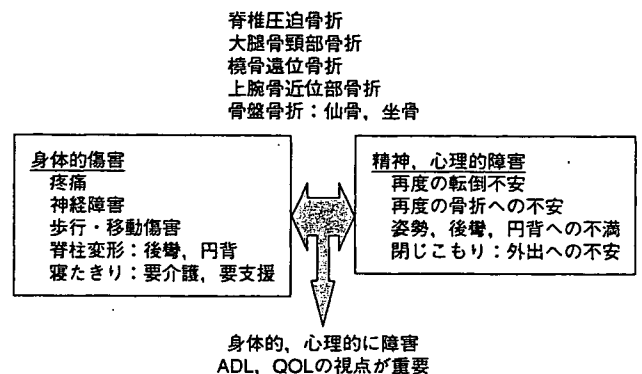 脊椎圧迫骨折
大腿骨頸部骨折
橈骨遠位骨折
上腕骨近位部骨折
骨盤骨折：仙骨，坐骨
身体的傷害
疼痛
神経障害
歩行・移動傷害
脊柱変形：後彎，円背
寝たきり：要介護，要支援
精神，心理的障害
再度の転倒不安
再度の骨折への不安
姿勢，後彎，円背への不満
閉じこもり：外出への不安
身体的，心理的に障害
ADL，QOLの視点が重要